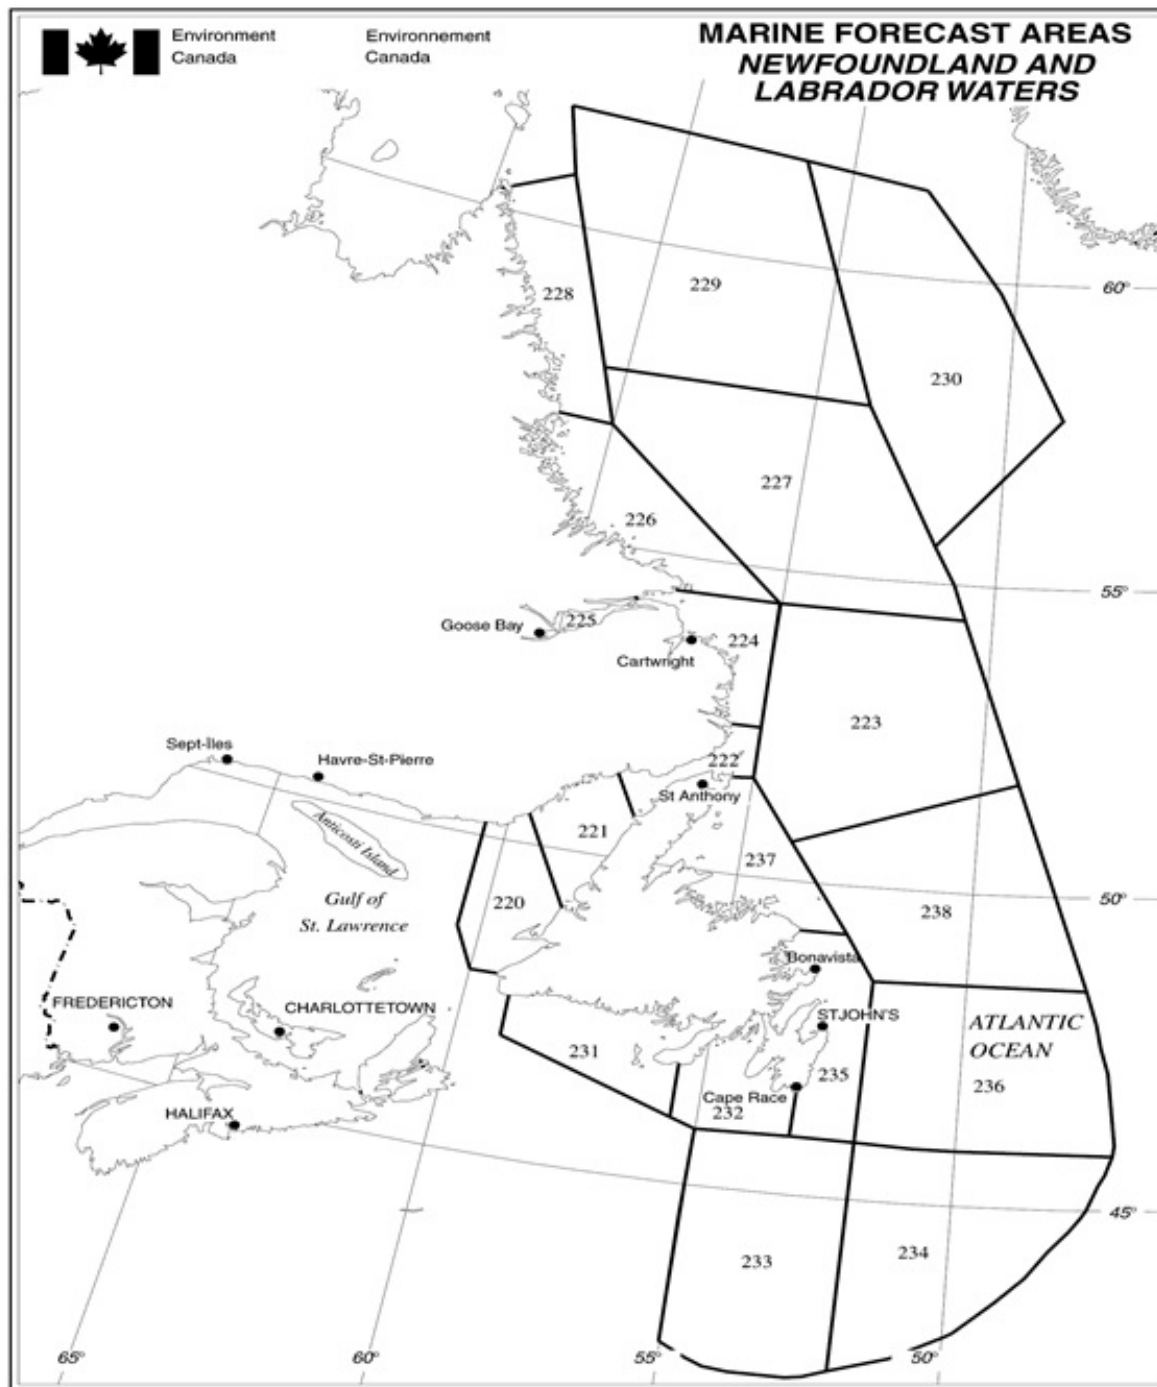 Environment
Canada
Environnement
Canada
MARINE FORECAST AREAS
NEWFOUNDLAND AND
LABRADOR WATERS
228
229
60°
230
227
226
55°
225
Goose Bay
224
Cartwright
223
Sept-Îles
Havre-St-Pierre
222
St Anthony
Anticosti Island
221
237
220
Gulf of
St. Lawrence
238
50°
Bonavista
FREDERICTON
CHARLOTTETOWN
STJOHN'S
ATLANTIC
OCEAN
231
235
236
Cape Race
232
HALIFAX
45°
233
234
65°
60°
55°
50°